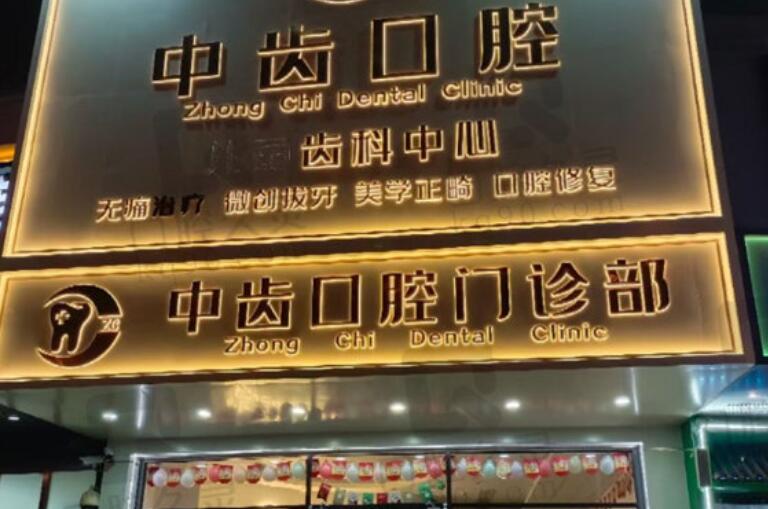 中齿口腔
Zhong Chi Dental Clinic
齿科中心
无痛治疗 微创拔牙 美学正畸 口腔修复
中齿口腔门诊部
Zhong Chi Dental Clinic